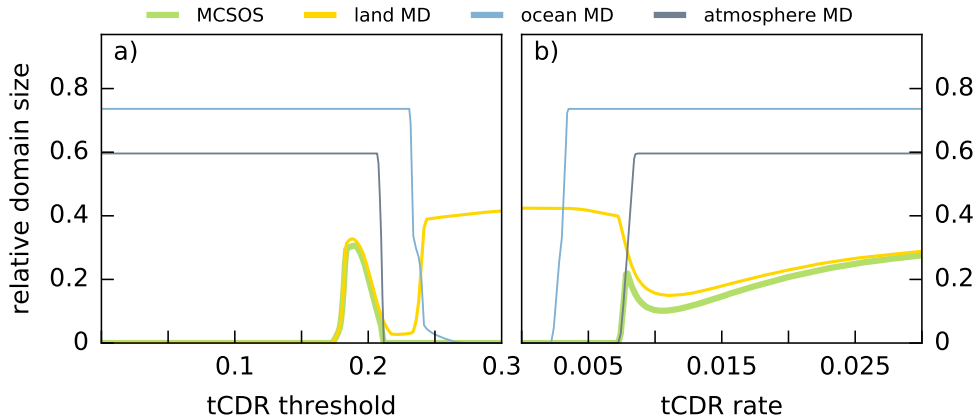 MCSOS land MD ocean MD atmosphere MD
a) b)
relative domain size
0.8 0.8
0.6 0.6
0.4 0.4
0.2 0.2
0 0
0.1 0.2 0.3 0.005 0.015 0.025
tCDR threshold tCDR rate